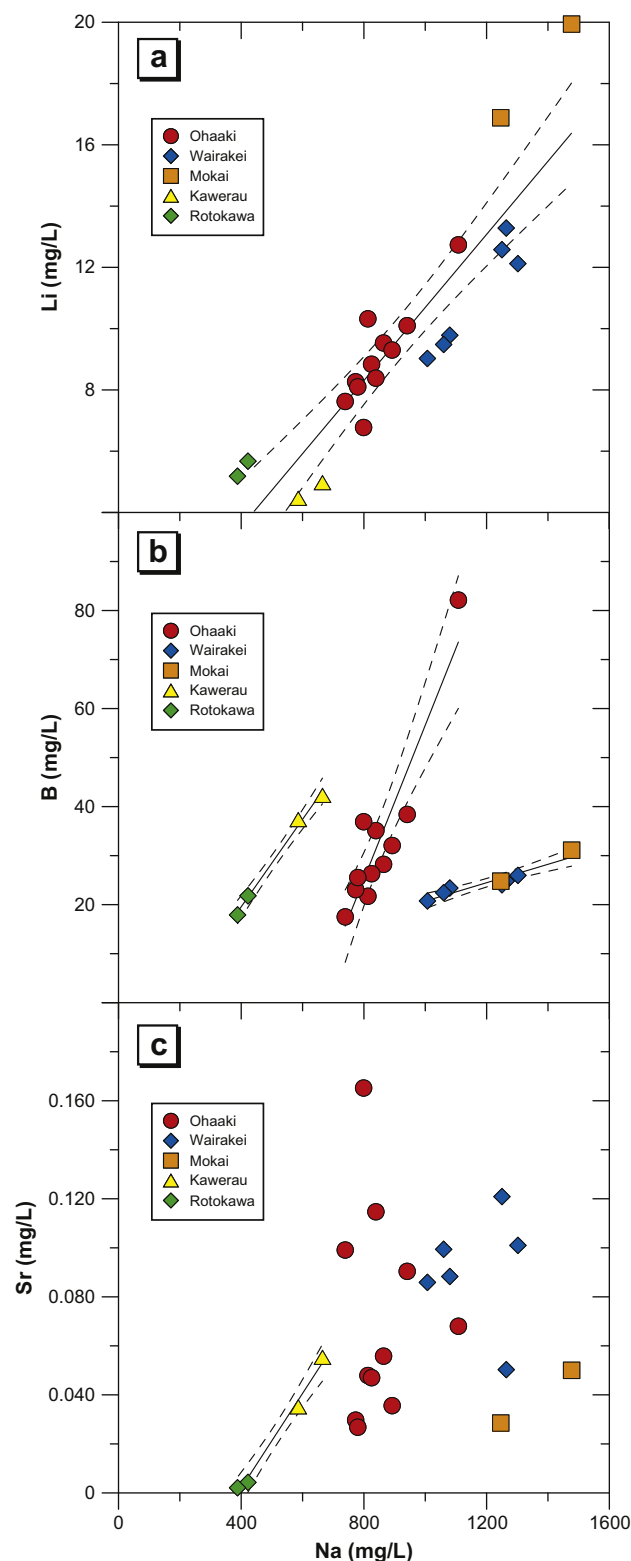 20
a
Ohaaki
Wairakei
Mokai
Kawerau
Rotokawa
16
Li (mg/L)
12
8
b
80
Ohaaki
Wairakei
Mokai
Kawerau
Rotokawa
60
B (mg/L)
40
20
c
0.160
Ohaaki
Wairakei
Mokai
Kawerau
Rotokawa
0.120
Sr (mg/L)
0.080
0.040
0
0 400 800 1200 1600
Na (mg/L)